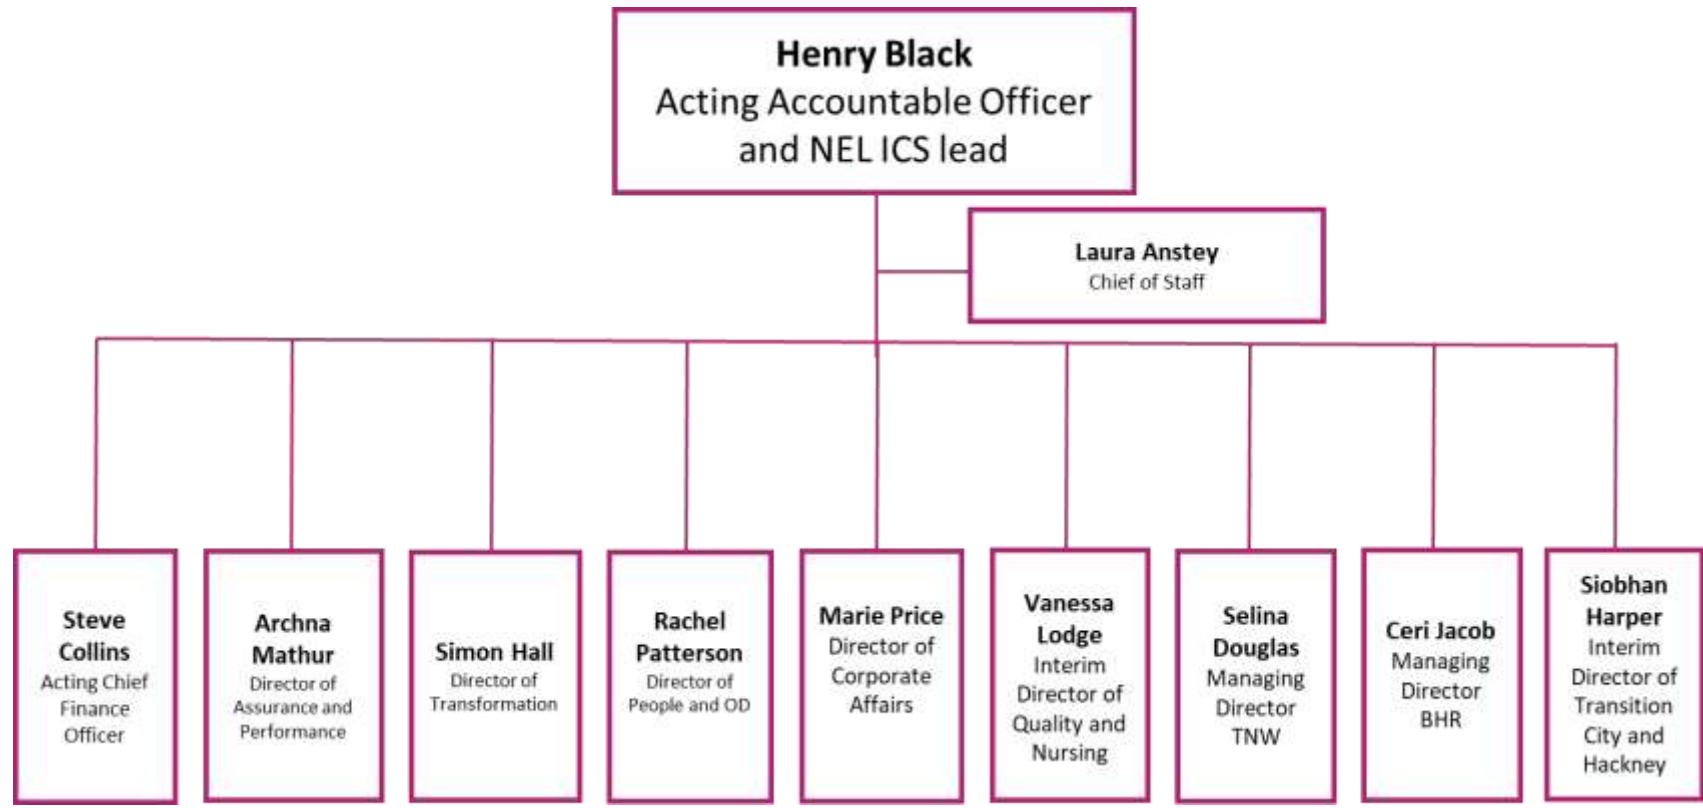 Henry Black
Acting Accountable Officer
and NEL ICS lead
Laura Anstey
Chief of Staff
Steve
Collins
Acting Chief
Finance
Officer
Archna
Mathur
Director of
Assurance and
Performance
Simon Hall
Director of
Transformation
Rachel
Patterson
Director of
People and OD
Marie Price
Director of
Corporate
Affairs
Vanessa
Lodge
Interim
Director of
Quality and
Nursing
Selina
Douglas
Managing
Director
TNW
Ceri Jacob
Managing
Director
BHR
Siobhan
Harper
Interim
Director of
Transition
City and
Hackney